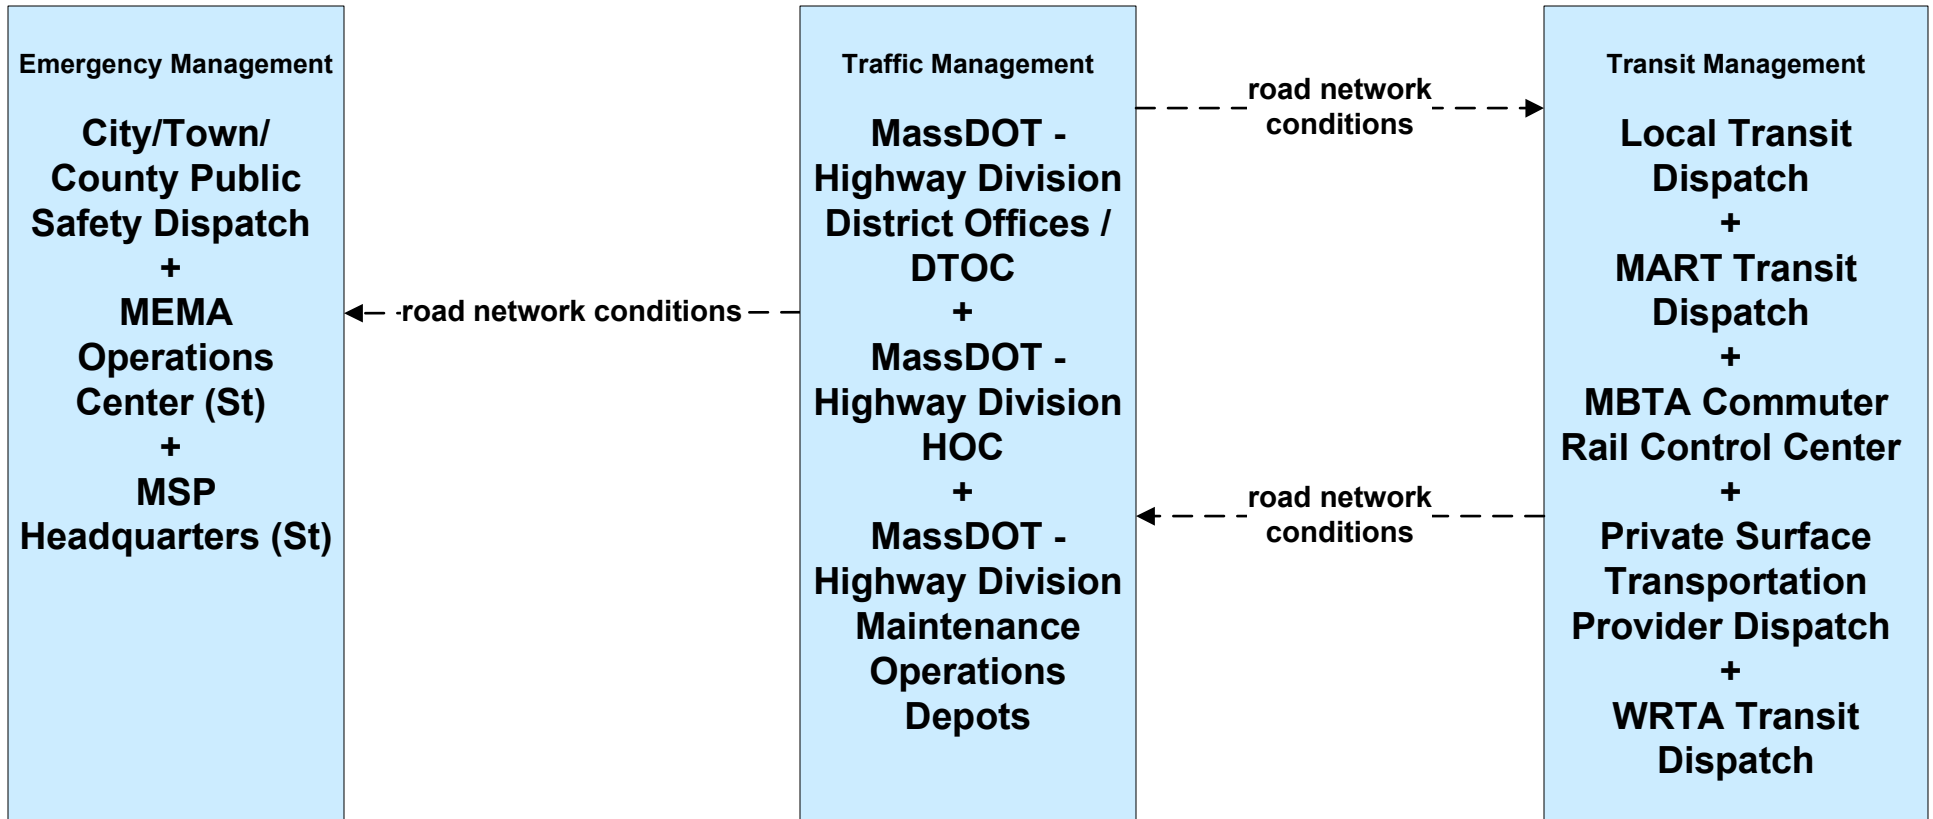 Emergency Management
City/Town/
County Public
Safety Dispatch
+
MEMA
Operations
Center (St)
+
MSP
Headquarters (St)
road network conditions
Traffic Management
MassDOT -
Highway Division
District Offices /
DTOC
+
MassDOT -
Highway Division
HOC
+
MassDOT -
Highway Division
Maintenance
Operations
Depots
road network
conditions
road network
conditions
Transit Management
Local Transit
Dispatch
+
MART Transit
Dispatch
+
MBTA Commuter
Rail Control Center
+
Private Surface
Transportation
Provider Dispatch
+
WRTA Transit
Dispatch